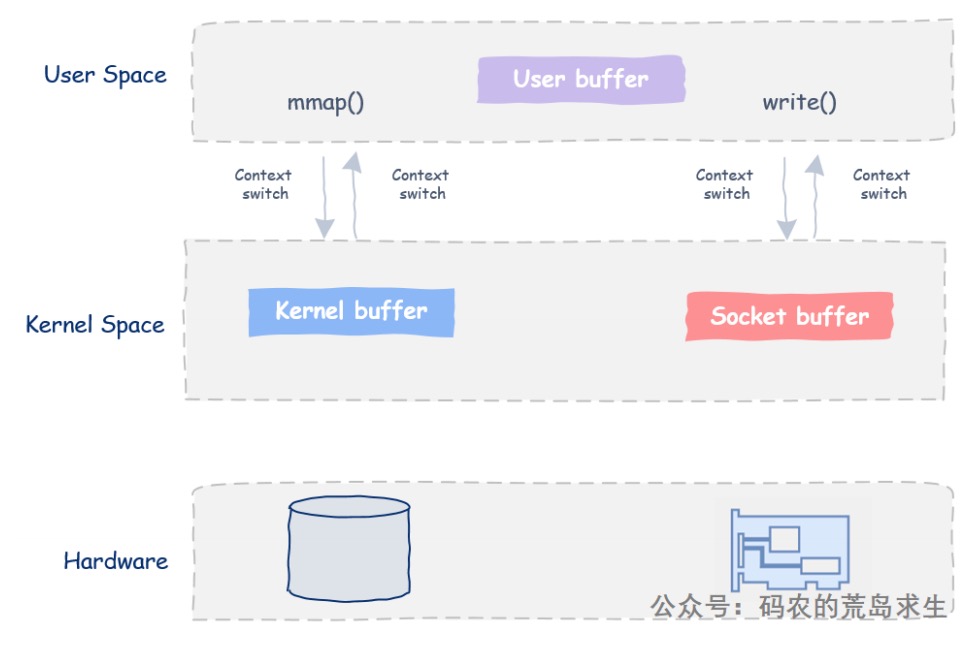 User Space
User buffer
mmap()
write()
Context
switch
Context
switch
Context
switch
Context
switch
Kernel Space
Kernel buffer
Socket buffer
Hardware
公众号：码农的荒岛求生